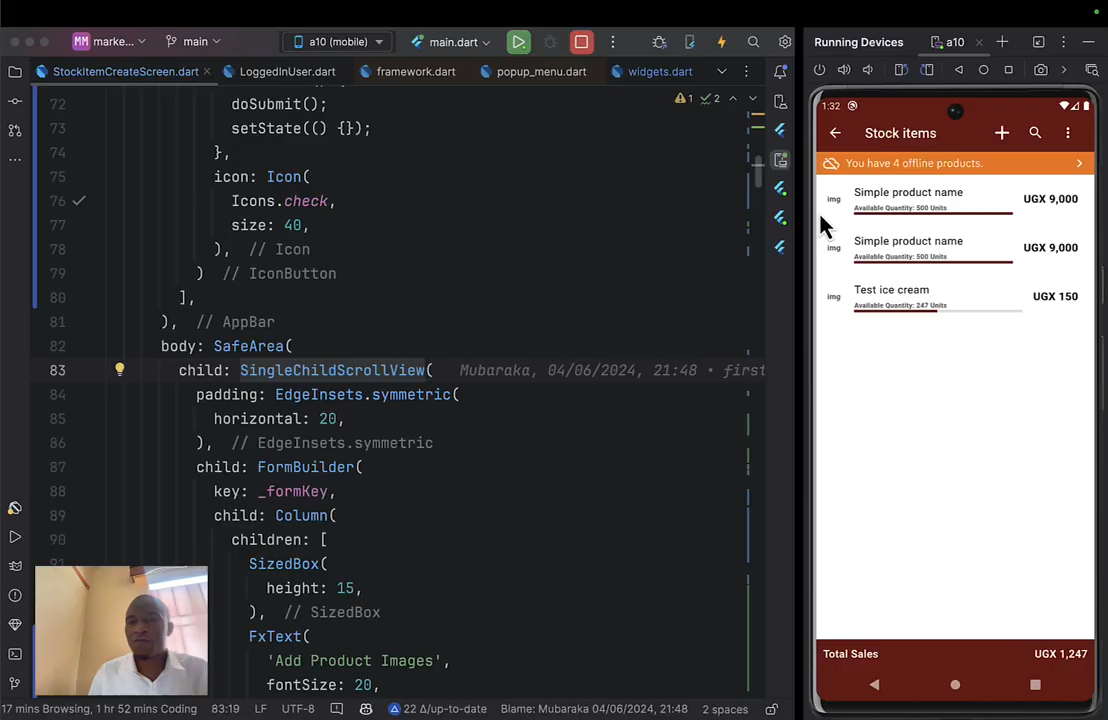 MM marke...
main
a10 (mobile)
main.dart
Running Devices
a10
StockItemCreateScreen.dart
LoggedInUser.dart
framework.dart
popup_menu.dart
widgets.dart
1 2
72 doSubmit();
73 setState(() {});
74 },
75 icon: Icon(
76 Icons.check,
77 size: 40,
78 ), // Icon
79 ) // IconButton
80 ],
81 ), // AppBar
82 body: SafeArea(
83 child: SingleChildScrollView( Mubaraka, 04/06/2024, 21:48 • first
84 padding: EdgeInsets.symmetric(
85 horizontal: 20,
86 ), // EdgeInsets.symmetric
87 child: FormBuilder(
88 key: _formKey,
89 child: Column(
90 children: [
91 SizedBox(
height: 15,
), // SizedBox
FxText(
'Add Product Images',
fontSize: 20,
17 mins Browsing, 1 hr 52 mins Coding
83:19
LF
UTF-8
22 Δ/up-to-date
Blame: Mubaraka 04/06/2024, 21:48
2 spaces
1:32
Stock items
You have 4 offline products.
img
Simple product name
Available Quantity: 500 Units
UGX 9,000
img
Simple product name
Available Quantity: 500 Units
UGX 9,000
img
Test ice cream
Available Quantity: 247 Units
UGX 150
Total Sales
UGX 1,247